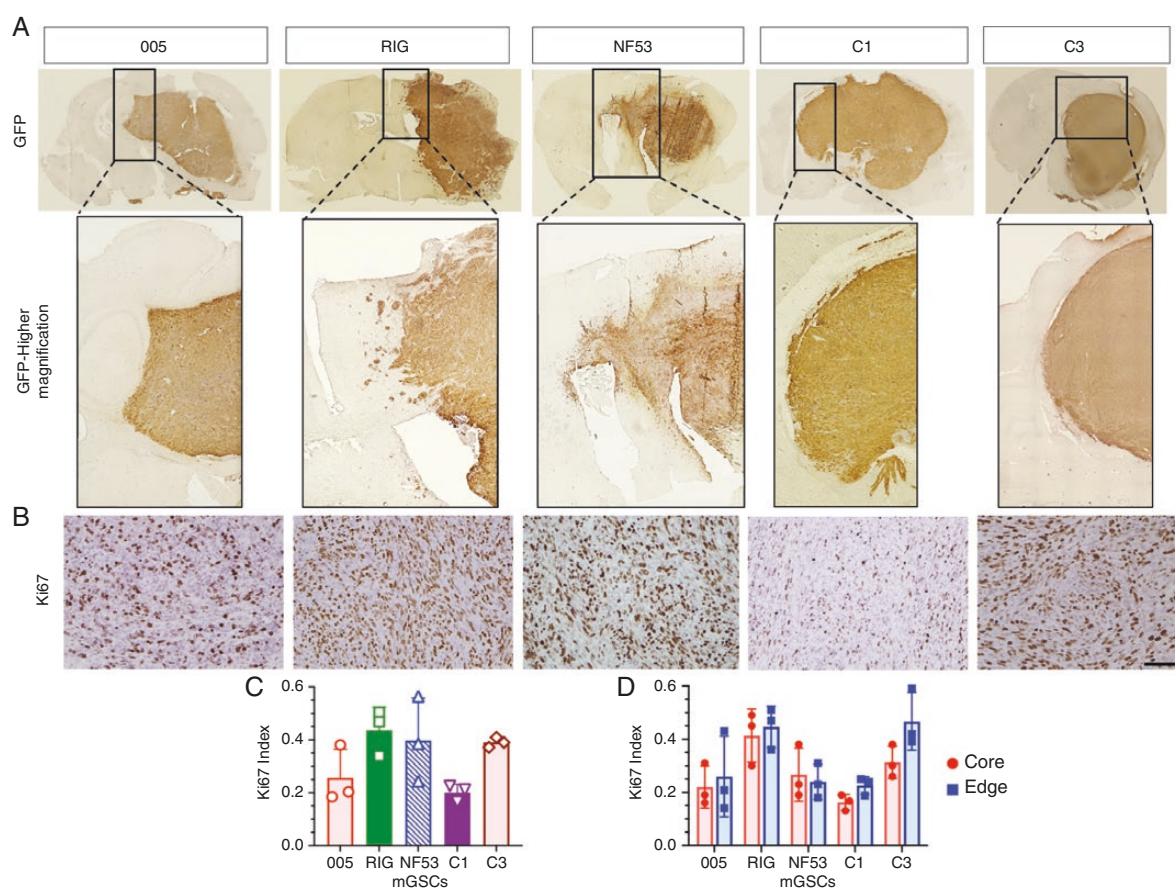 A
005
RIG
NF53
C1
C3
GFP
GFP-Higher
magnification
B
Ki67
C
0.6
0.4
0.2
0.0
Ki67 Index
005
RIG
NF53
C1
C3
mGSCs
D
0.6
0.4
0.2
0.0
Ki67 Index
005
RIG
NF53
C1
C3
mGSCs
Core
Edge